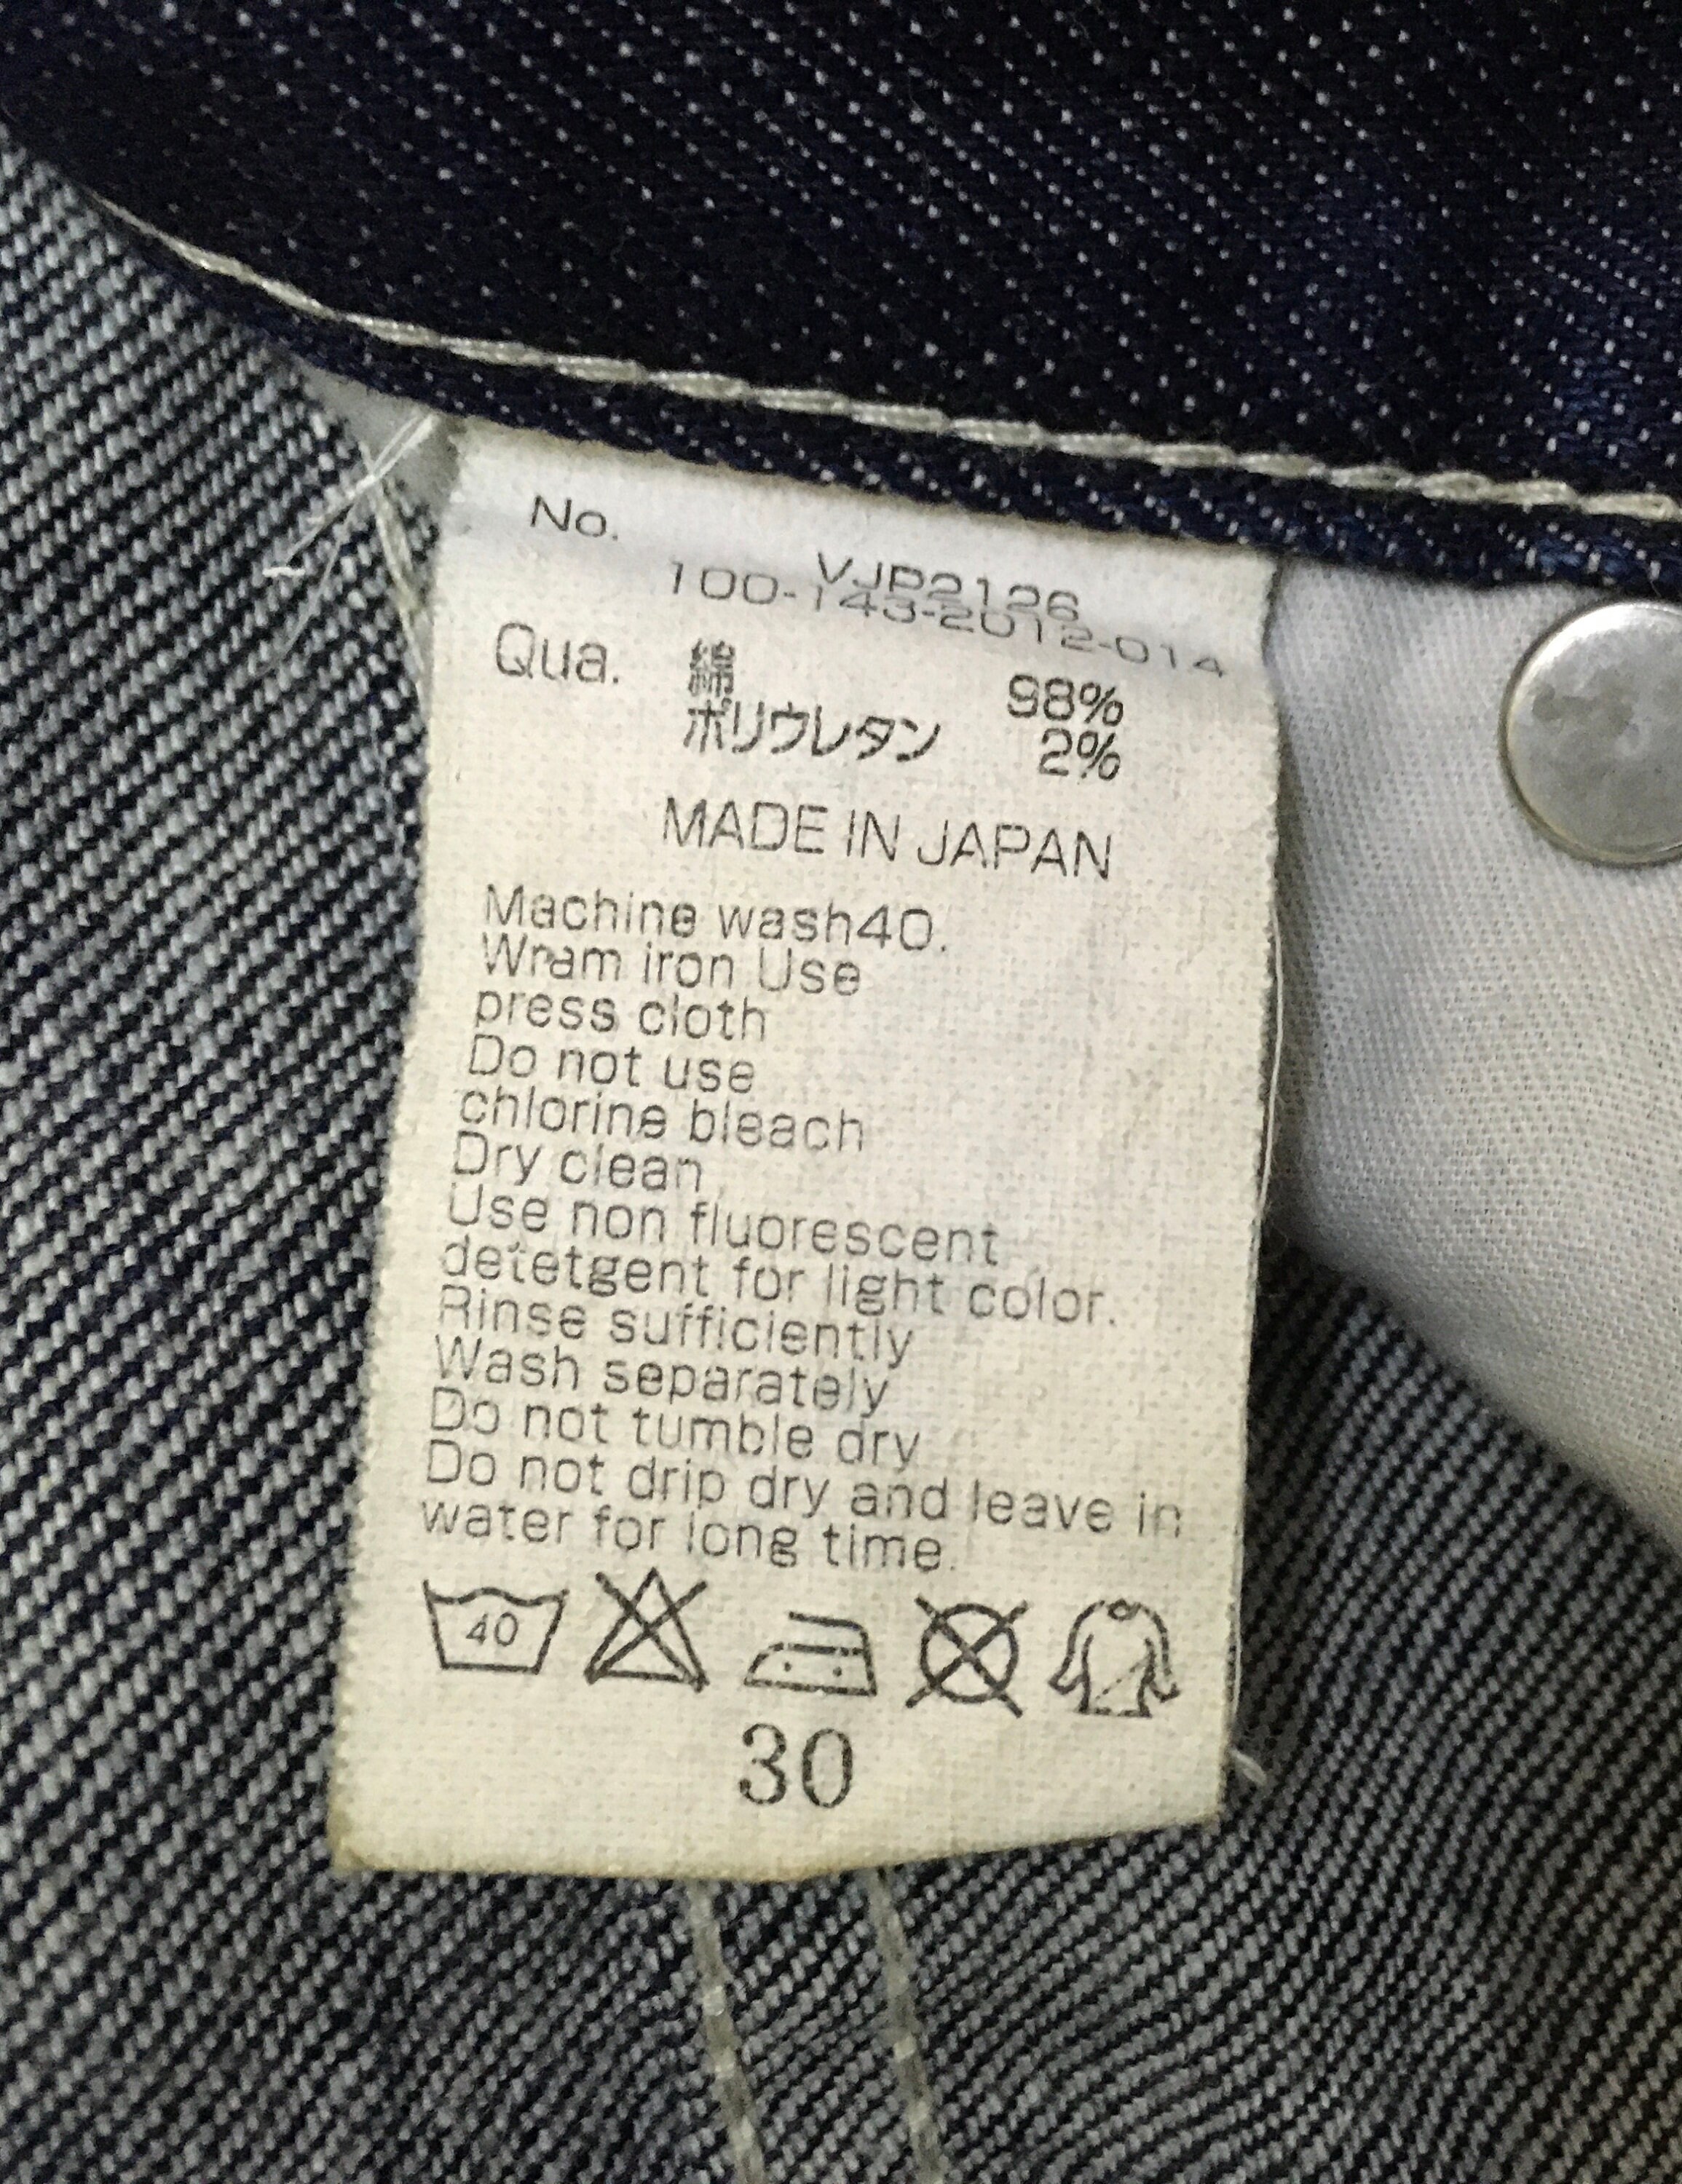 No.
VJP2126
100-143-2012-014
Qua. 綿 98%
ポリウレタン 2%
MADE IN JAPAN
Machine wash40.
Wram iron Use
press cloth
Do not use
chlorine bleach
Dry clean
Use non fluorescent
detetgent for light color.
Rinse sufficiently
Wash separately
Do not tumble dry
Do not drip dry and leave in
water for long time.
40
30